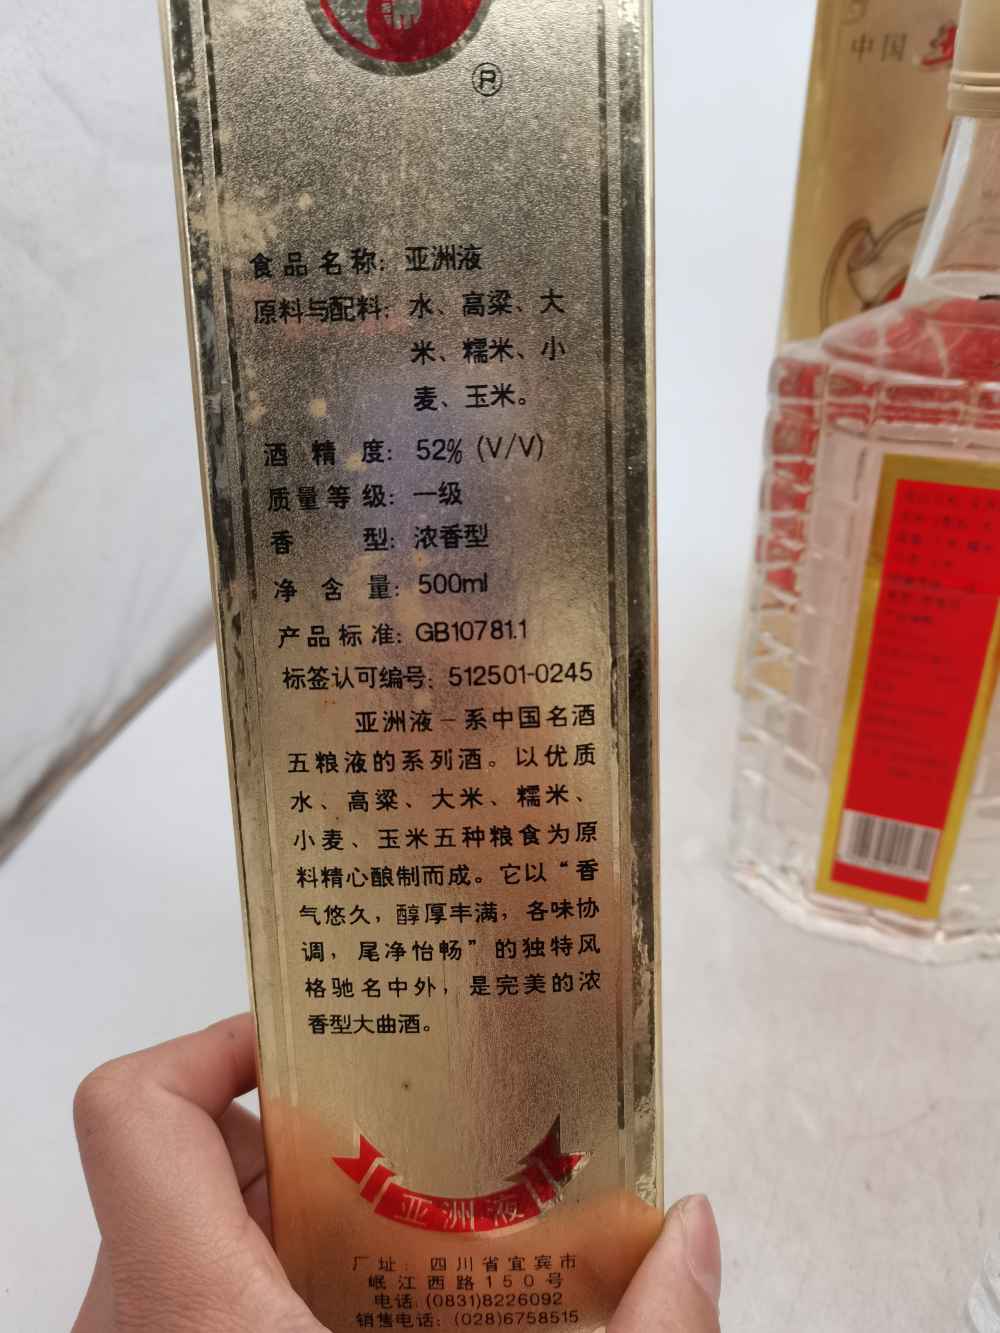 中国
®
食品名称：亚洲液
原料与配料：水、高粱、大
米、糯米、小
麦、玉米。
酒精度：52% (V/V)
质量等级：一级
香型：浓香型
净含量：500ml
产品标准：GB10781.1
标签认可编号：512501-0245
亚洲液－系中国名酒
五粮液的系列酒。以优质
水、高粱、大米、糯米、
小麦、玉米五种粮食为原
料精心酿制而成。它以“香
气悠久，醇厚丰满，各味协
调，尾净怡畅”的独特风
格驰名中外，是完美的浓
香型大曲酒。
亚洲液
厂址：四川省宜宾市
岷江西路150号
电话：(0831)8226092
销售电话：(028)6758515